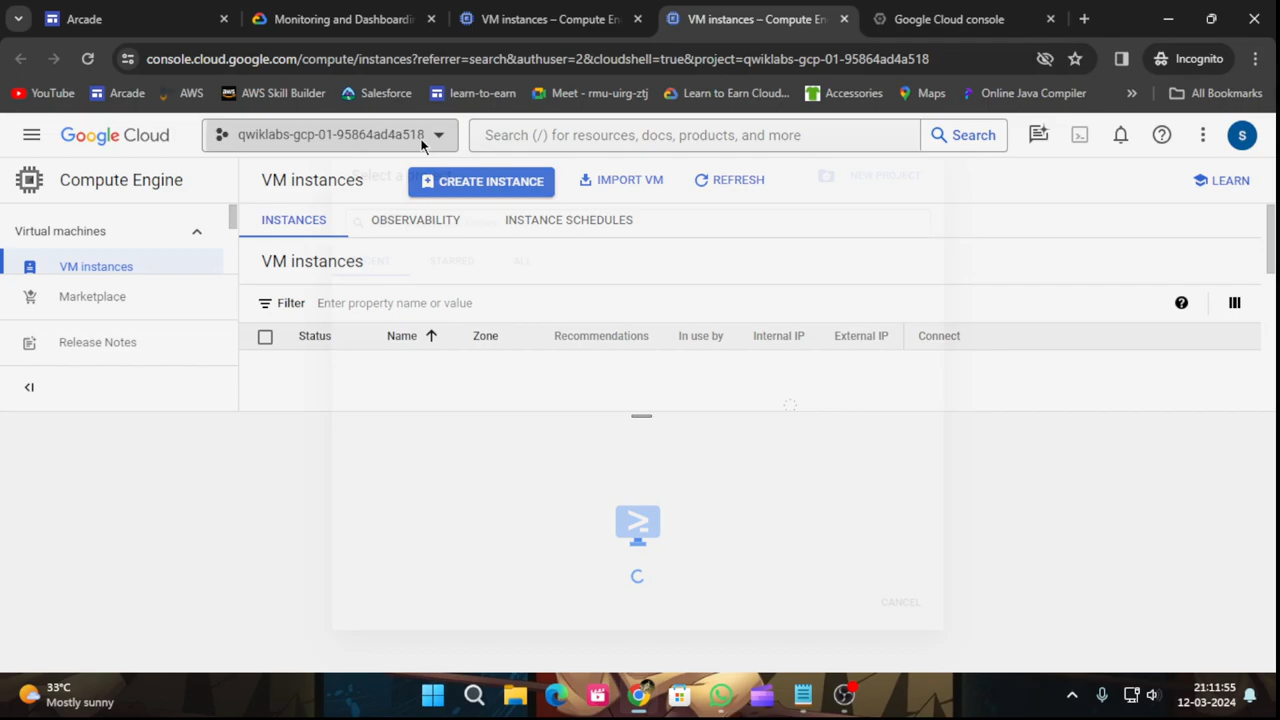 Arcade
Monitoring and Dashboardin
VM instances – Compute En
VM instances – Compute En
Google Cloud console
console.cloud.google.com/compute/instances?referrer=search&authuser=2&cloudshell=true&project=qwiklabs-gcp-01-95864ad4a518
Incognito
YouTube
Arcade
AWS
AWS Skill Builder
Salesforce
learn-to-earn
Meet - rmu-uirg-ztj
Learn to Earn Cloud...
Accessories
Maps
Online Java Compiler
All Bookmarks
Google Cloud
qwiklabs-gcp-01-95864ad4a518
Search (/) for resources, docs, products, and more
Search
S
Compute Engine
VM instances
CREATE INSTANCE
IMPORT VM
REFRESH
LEARN
Select a
NEW PROJECT
Virtual machines
INSTANCES
OBSERVABILITY
INSTANCE SCHEDULES
VM instances
VM instances
STARRED
ALL
Marketplace
Filter
Enter property name or value
Release Notes
Status
Name
Zone
Recommendations
In use by
Internal IP
External IP
Connect
CANCEL
33°C
Mostly sunny
21:11:55
12-03-2024